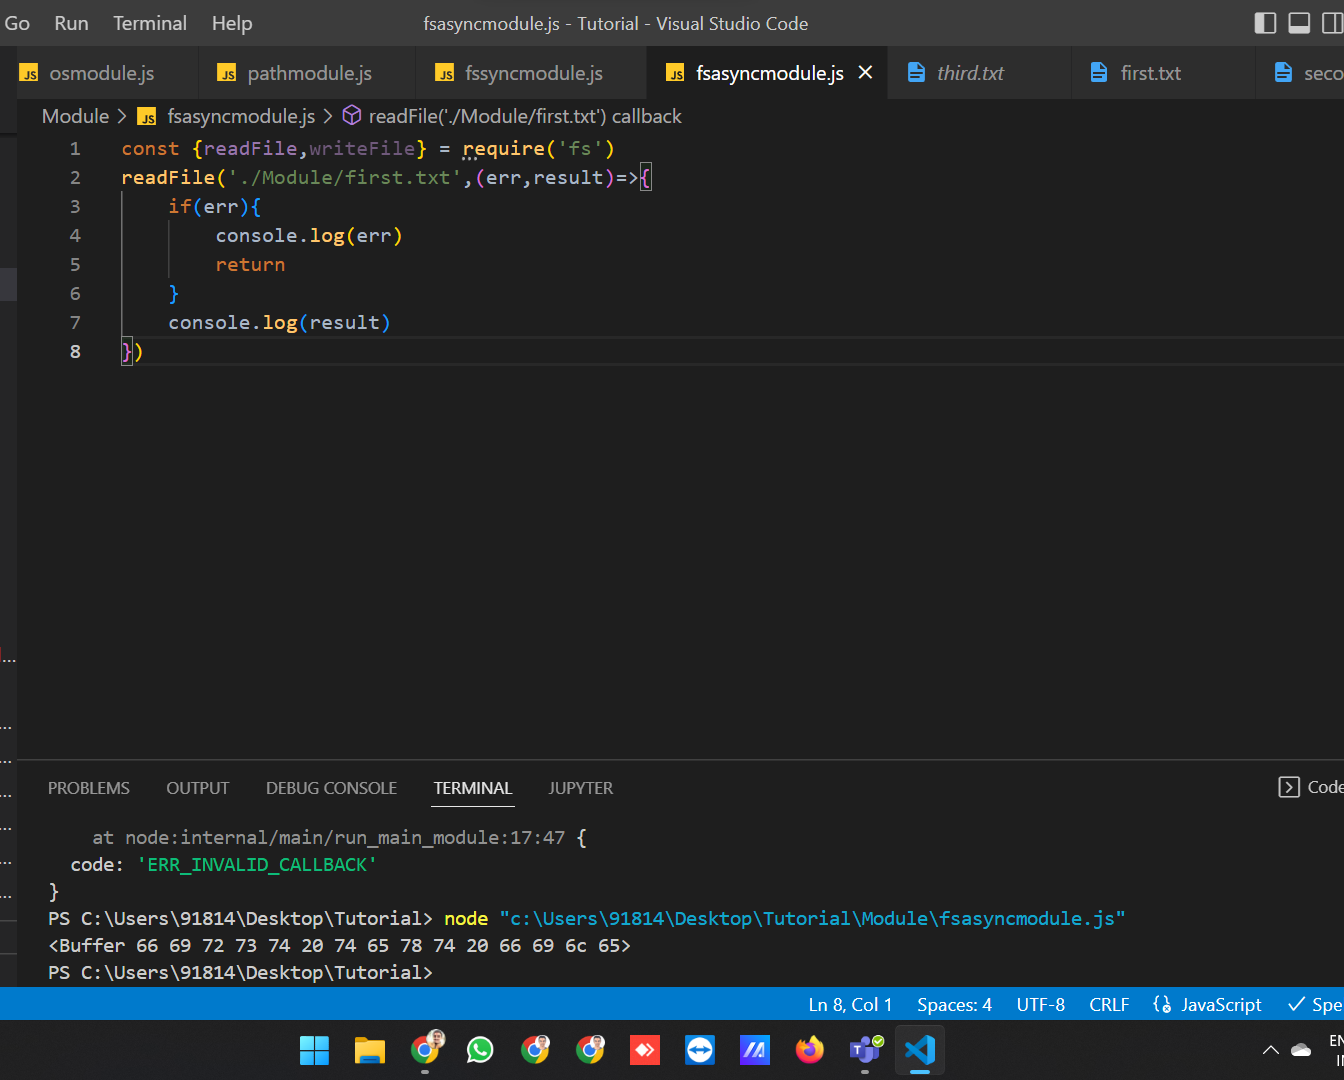 Go Run Terminal Help fsasyncmodule.js - Tutorial - Visual Studio Code
JS osmodule.js JS pathmodule.js JS fssyncmodule.js JS fsasyncmodule.js third.txt first.txt seco
Module > JS fsasyncmodule.js > readFile('./Module/first.txt') callback
1 const {readFile,writeFile} = require('fs')
2 readFile('./Module/first.txt',(err,result)=>{
3 if(err){
4 console.log(err)
5 return
6 }
7 console.log(result)
8 })
PROBLEMS OUTPUT DEBUG CONSOLE TERMINAL JUPYTER Code
at node:internal/main/run_main_module:17:47 {
code: 'ERR_INVALID_CALLBACK'
}
PS C:\Users\91814\Desktop\Tutorial> node "c:\Users\91814\Desktop\Tutorial\Module\fsasyncmodule.js"
<Buffer 66 69 72 73 74 20 74 65 78 74 20 66 69 6c 65>
PS C:\Users\91814\Desktop\Tutorial>
Ln 8, Col 1 Spaces: 4 UTF-8 CRLF JavaScript Spe
EN
IN